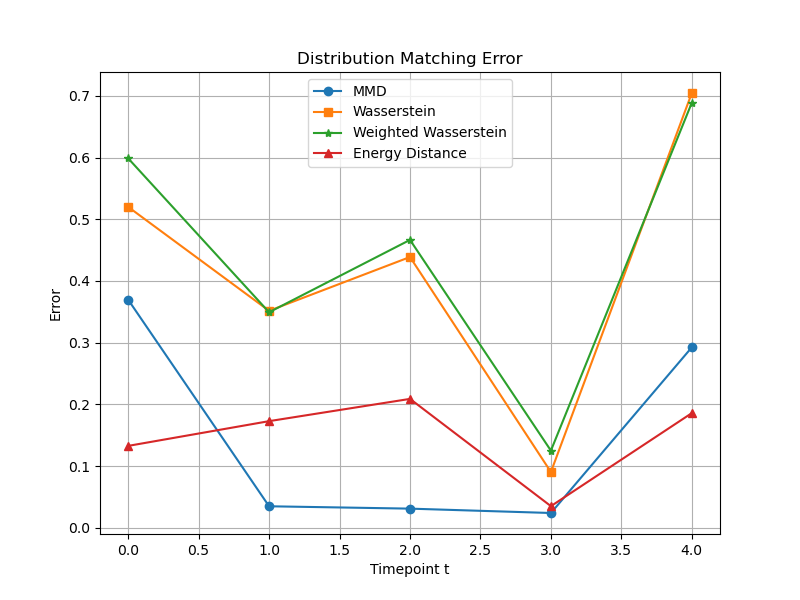 Distribution Matching Error
MMD
Wasserstein
Weighted Wasserstein
Energy Distance
Error
0.7
0.6
0.5
0.4
0.3
0.2
0.1
0.0
0.0 0.5 1.0 1.5 2.0 2.5 3.0 3.5 4.0
Timepoint t